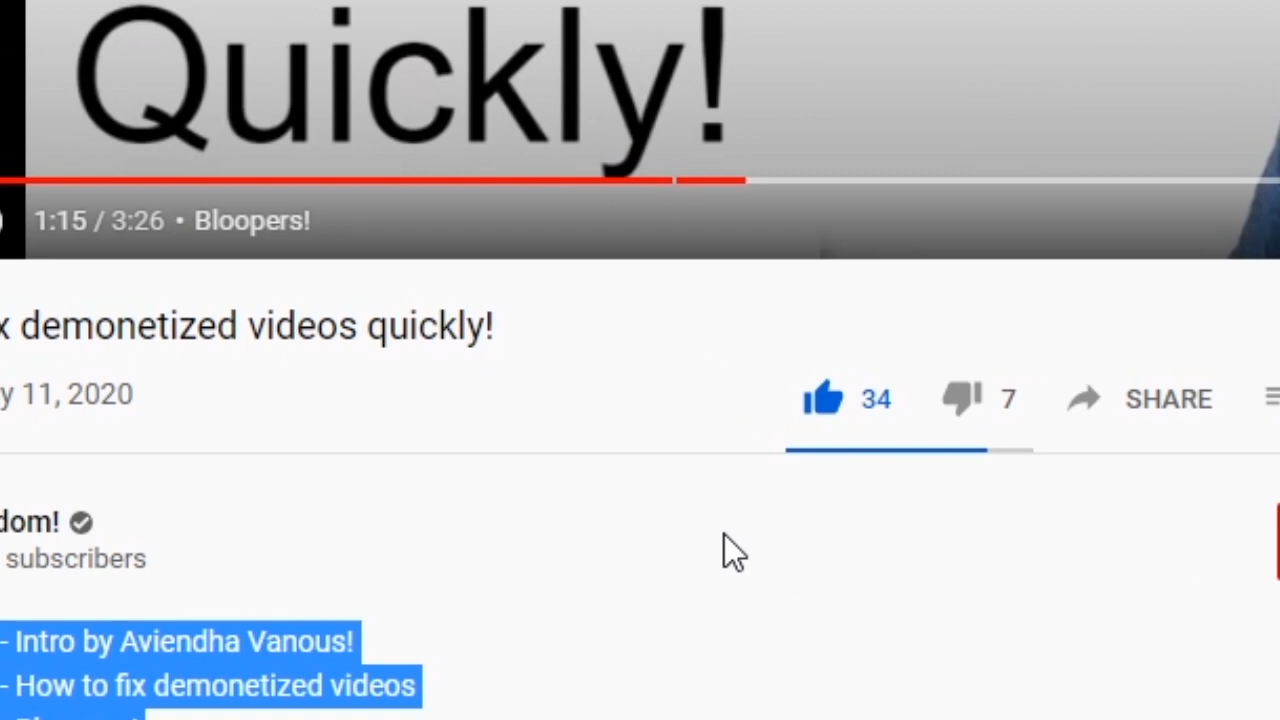 Quickly!
1:15 / 3:26 • Bloopers!
x demonetized videos quickly!
y 11, 2020
34 7 SHARE
dom!
subscribers
- Intro by Aviendha Vanous!
- How to fix demonetized videos